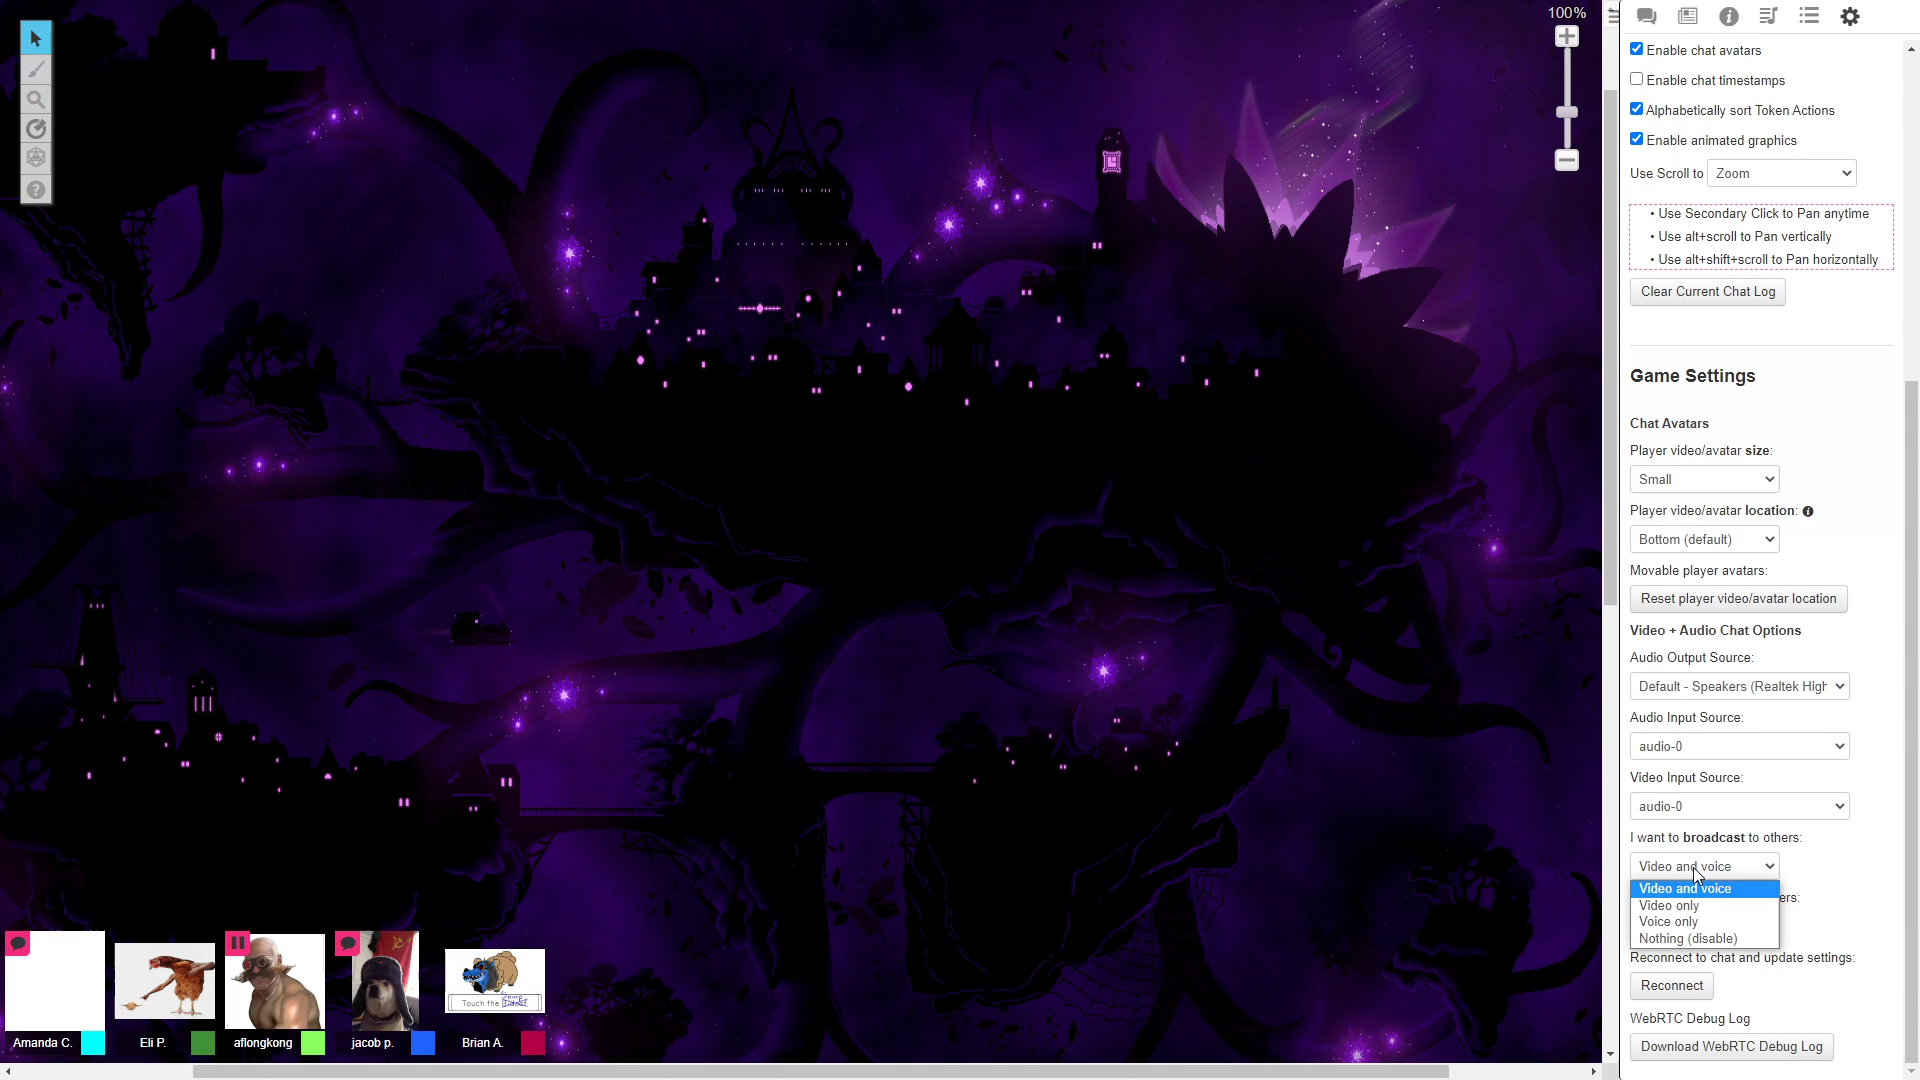 100%
Enable chat avatars
Enable chat timestamps
Alphabetically sort Token Actions
Enable animated graphics
Use Scroll to Zoom
• Use Secondary Click to Pan anytime
• Use alt+scroll to Pan vertically
• Use alt+shift+scroll to Pan horizontally
Clear Current Chat Log
Game Settings
Chat Avatars
Player video/avatar size:
Small
Player video/avatar location:
Bottom (default)
Movable player avatars:
Reset player video/avatar location
Video + Audio Chat Options
Audio Output Source:
Default - Speakers (Realtek High
Audio Input Source:
audio-0
Video Input Source:
audio-0
I want to broadcast to others:
Video and voice
Video and voice
ers:
Video only
Voice only
Nothing (disable)
Reconnect to chat and update settings:
Reconnect
WebRTC Debug Log
Download WebRTC Debug Log
Touch the
Amanda C.
Eli P.
aflongkong
jacob p.
Brian A.